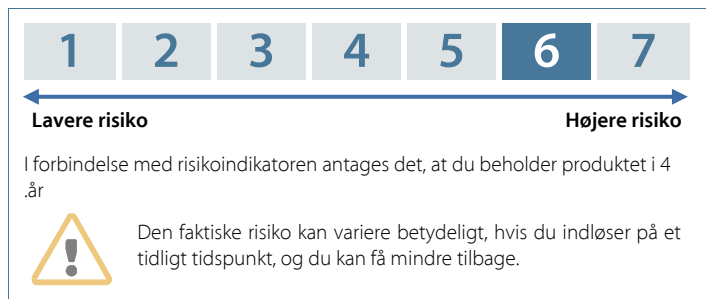 1 2 3 4 5 6 7
Lavere risiko Højere risiko
I forbindelse med risikoindikatoren antages det, at du beholder produktet i 4
.år
Den faktiske risiko kan variere betydeligt, hvis du indløser på et
tidligt tidspunkt, og du kan få mindre tilbage.